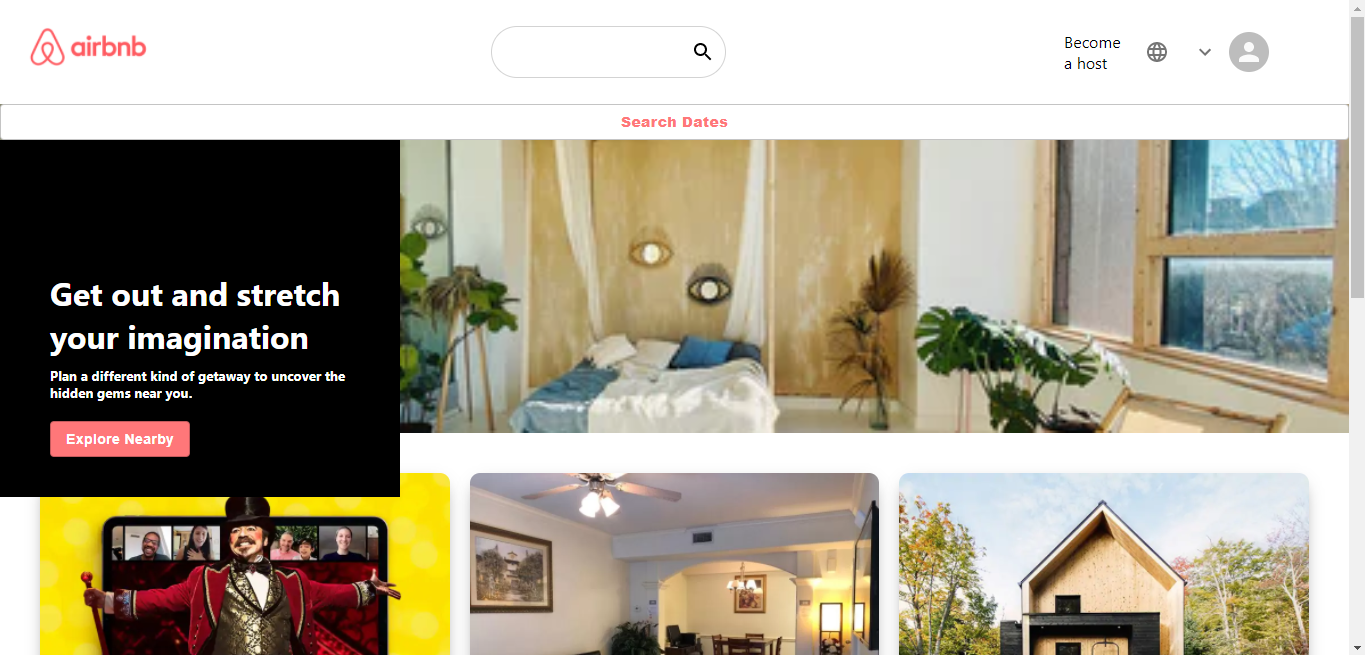 airbnb
Become
a host
Search Dates
Get out and stretch
your imagination
Plan a different kind of getaway to uncover the
hidden gems near you.
Explore Nearby